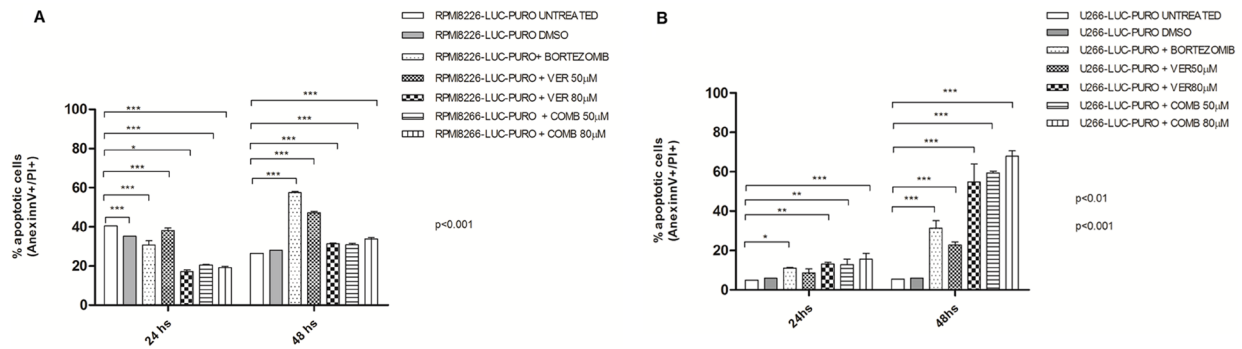 A
RPMI8226-LUC-PURO UNTREATED
RPMI8226-LUC-PURO DMSO
RPMI8226-LUC-PURO+ BORTEZOMIB
RPMI8226-LUC-PURO + VER 50µM
RPMI8226-LUC-PURO + VER 80µM
RPMI8266-LUC-PURO + COMB 50µM
RPMI8226-LUC-PURO + COMB 80µM
% apoptotic cells
(AnexinnV+/PI+)
100
80
60
40
20
0
***
***
*
***
***
***
***
***
***
***
***
24 hs
48 hs
p<0.001
B
U266-LUC-PURO UNTREATED
U266-LUC-PURO DMSO
U266-LUC-PURO + BORTEZOMIB
U266-LUC-PURO + VER50µM
U266-LUC-PURO + VER80µM
U266-LUC-PURO + COMB 50µM
U266-LUC-PURO + COMB 80µM
% apoptotic cells
(AnexinnV+/PI+)
100
80
60
40
20
0
***
**
**
*
***
***
***
***
***
24hs
48hs
p<0.01
p<0.001